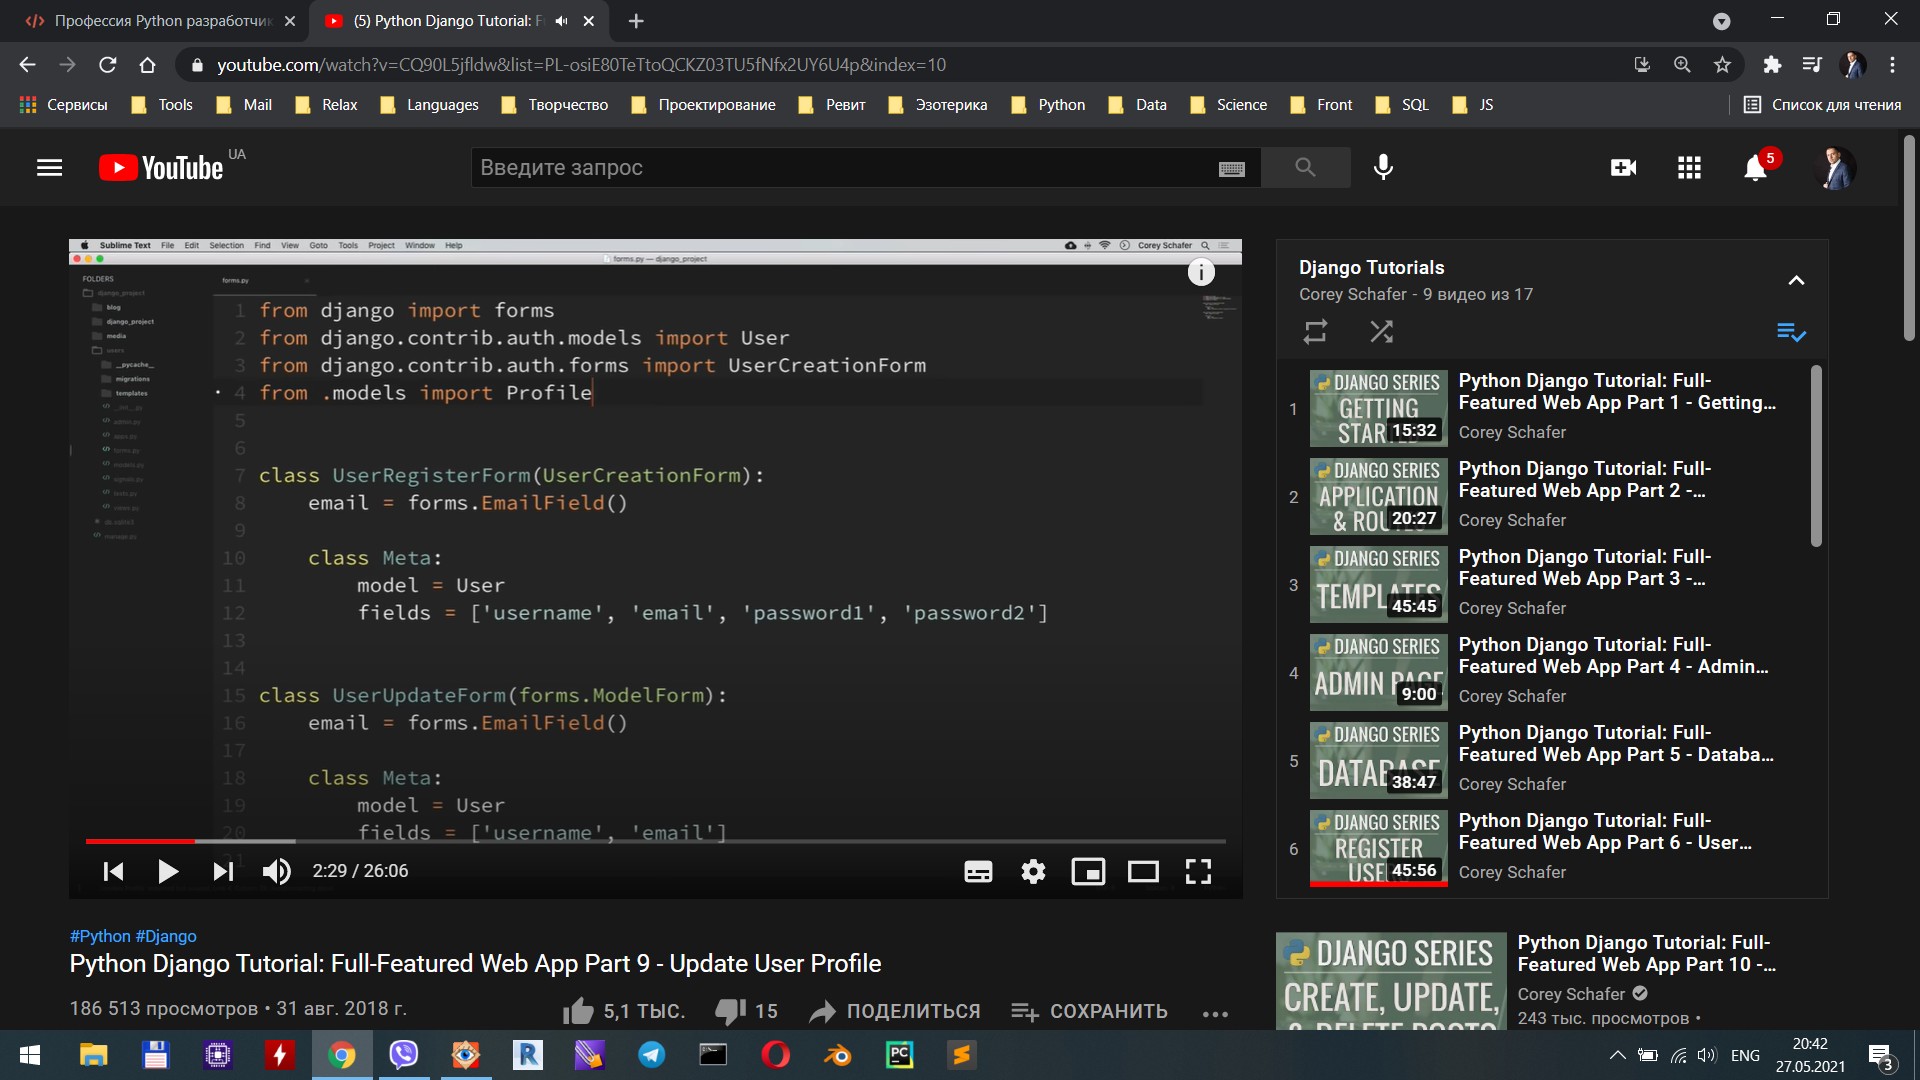 Профессия Python разработчик
(5) Python Django Tutorial: F
youtube.com/watch?v=CQ90L5jfldw&list=PL-osiE80TeTtoQCKZ03TU5fNfx2UY6U4p&index=10
Сервисы
Tools
Mail
Relax
Languages
Творчество
Проектирование
Ревит
Эзотерика
Python
Data
Science
Front
SQL
JS
Список для чтения
YouTube UA
Введите запрос
5
Sublime Text File Edit Selection Find View Goto Tools Project Window Help
Corey Schafer
forms.py — django_project
FOLDERS
django_project
blog
django_project
media
users
__pycache__
migrations
templates
forms.py
1 from django import forms
2 from django.contrib.auth.models import User
3 from django.contrib.auth.forms import UserCreationForm
4 from .models import Profile
5
6
7 class UserRegisterForm(UserCreationForm):
8 email = forms.EmailField()
9
10 class Meta:
11 model = User
12 fields = ['username', 'email', 'password1', 'password2']
13
14
15 class UserUpdateForm(forms.ModelForm):
16 email = forms.EmailField()
17
18 class Meta:
19 model = User
20 fields = ['username', 'email']
2:29 / 26:06
#Python #Django
Python Django Tutorial: Full-Featured Web App Part 9 - Update User Profile
186 513 просмотров • 31 авг. 2018 г.
5,1 ТЫС.
15
ПОДЕЛИТЬСЯ
СОХРАНИТЬ
Django Tutorials
Corey Schafer - 9 видео из 17
1
DJANGO SERIES
GETTING
15:32
Python Django Tutorial: Full-
Featured Web App Part 1 - Getting...
Corey Schafer
2
DJANGO SERIES
APPLICATION
20:27
Python Django Tutorial: Full-
Featured Web App Part 2 -...
Corey Schafer
3
DJANGO SERIES
TEMPLATES
45:45
Python Django Tutorial: Full-
Featured Web App Part 3 -...
Corey Schafer
4
DJANGO SERIES
ADMIN PAGE
9:00
Python Django Tutorial: Full-
Featured Web App Part 4 - Admin...
Corey Schafer
5
DJANGO SERIES
DATABASE
38:47
Python Django Tutorial: Full-
Featured Web App Part 5 - Databa...
Corey Schafer
6
DJANGO SERIES
REGISTER
45:56
Python Django Tutorial: Full-
Featured Web App Part 6 - User...
Corey Schafer
DJANGO SERIES
CREATE, UPDATE,
& DELETE POSTS
Python Django Tutorial: Full-
Featured Web App Part 10 -...
Corey Schafer
243 тыс. просмотров •
ENG
20:42
27.05.2021
3